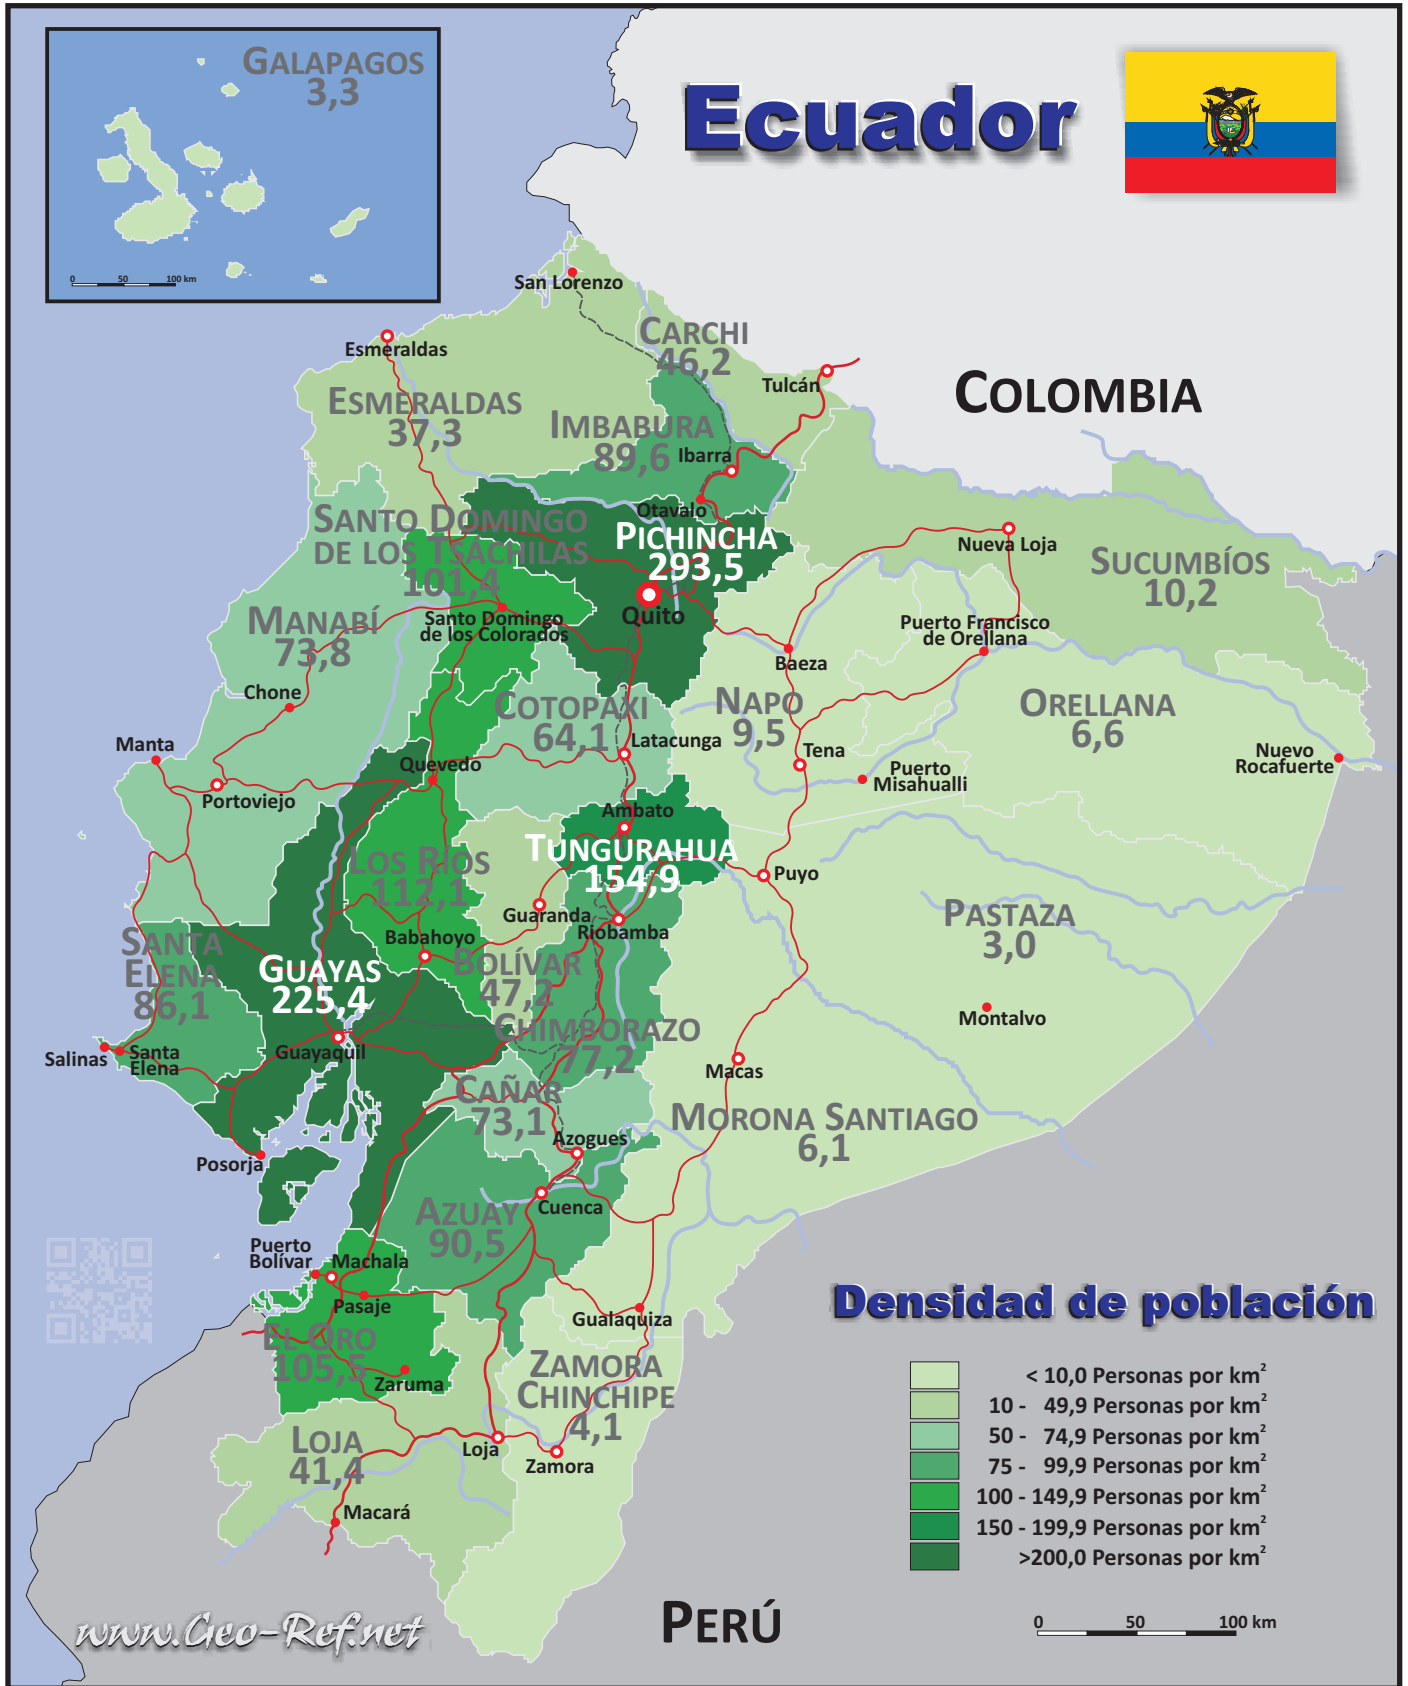 GALAPAGOS
3,3
0 50 100 km
Ecuador
San Lorenzo
CARCHI
46,2
Esmeraldas
Tulcán
COLOMBIA
ESMERALDAS
37,3
IMBABURA
89,6
Ibarra
Otavalo
SANTO DOMINGO
DE LOS TSÁCHILAS
101,4
PICHINCHA
293,5
Nueva Loja
SUCUMBÍOS
10,2
Quito
MANABÍ
73,8
Santo Domingo
de los Colorados
Puerto Francisco
de Orellana
Baeza
Chone
COTOPAXI
64,1
NAPO
9,5
ORELLANA
6,6
Manta
Latacunga
Tena
Nuevo
Rocafuerte
Quevedo
Puerto
Misahualli
Portoviejo
Ambato
TUNGURAHUA
154,9
LOS RÍOS
112,1
Puyo
Guaranda
Riobamba
PASTAZA
3,0
SANTA
ELENA
86,1
Babahoyo
GUAYAS
225,4
BOLÍVAR
47,2
Montalvo
CHIMBORAZO
77,2
Salinas
Santa
Elena
Guayaquil
Macas
CAÑAR
73,1
MORONA SANTIAGO
6,1
Azogues
Posorja
AZUAY
90,5
Cuenca
Puerto
Bolívar
Machala
Pasaje
Gualaquiza
EL ORO
105,5
Zaruma
ZAMORA
CHINCHIPE
4,1
LOJA
41,4
Loja
Zamora
Macará
Densidad de población
< 10,0 Personas por km²
10 - 49,9 Personas por km²
50 - 74,9 Personas por km²
75 - 99,9 Personas por km²
100 - 149,9 Personas por km²
150 - 199,9 Personas por km²
>200,0 Personas por km²
PERÚ
0 50 100 km
www.Geo-Ref.net